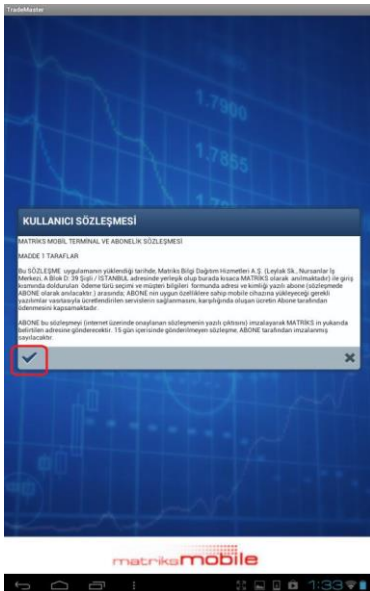 TradeMaster
1.7900
1.7855
KULLANICI SÖZLEŞMESİ
MATRİKS MOBİL TERMİNAL VE ABONELİK SÖZLEŞMESİ
MADDE 1 TARAFLAR
Bu SÖZLEŞME uygulamanın yüklendiği tarihde, Matriks Bilgi Dağıtım Hizmetleri A.Ş. (Leylak Sk., Nursanlar İş
Merkezi, A Blok D: 39 Şişli / İSTANBUL adresinde yerleşik olup burada kısaca MATRİKS olarak anılmaktadır) ile giriş
kısmında doldurulan ödeme türü seçimi ve müşteri bilgileri formunda adresi ve kimliği yazılı abone (sözleşmede
ABONE olarak anılacaktır.) arasında; ABONE nin uygun özelliklere sahip mobile cihazına yükleyeceği gerekli
yazılımlar vasıtasıyla ücretlendirilen servislerin sağlanmasını, karşılığında oluşan ücretin Abone tarafından
ödenmesini kapsamaktadır.
ABONE bu sözleşmeyi (internet üzerinde onaylanan sözleşmenin yazılı çıktısını) imzalayarak MATRİKS in yukarıda
belirtilen adresine gönderecektir. 15 gün içerisinde gönderilmeyen sözleşme, ABONE tarafından imzalanmış
sayılacaktır.
matriksmobile
1:33